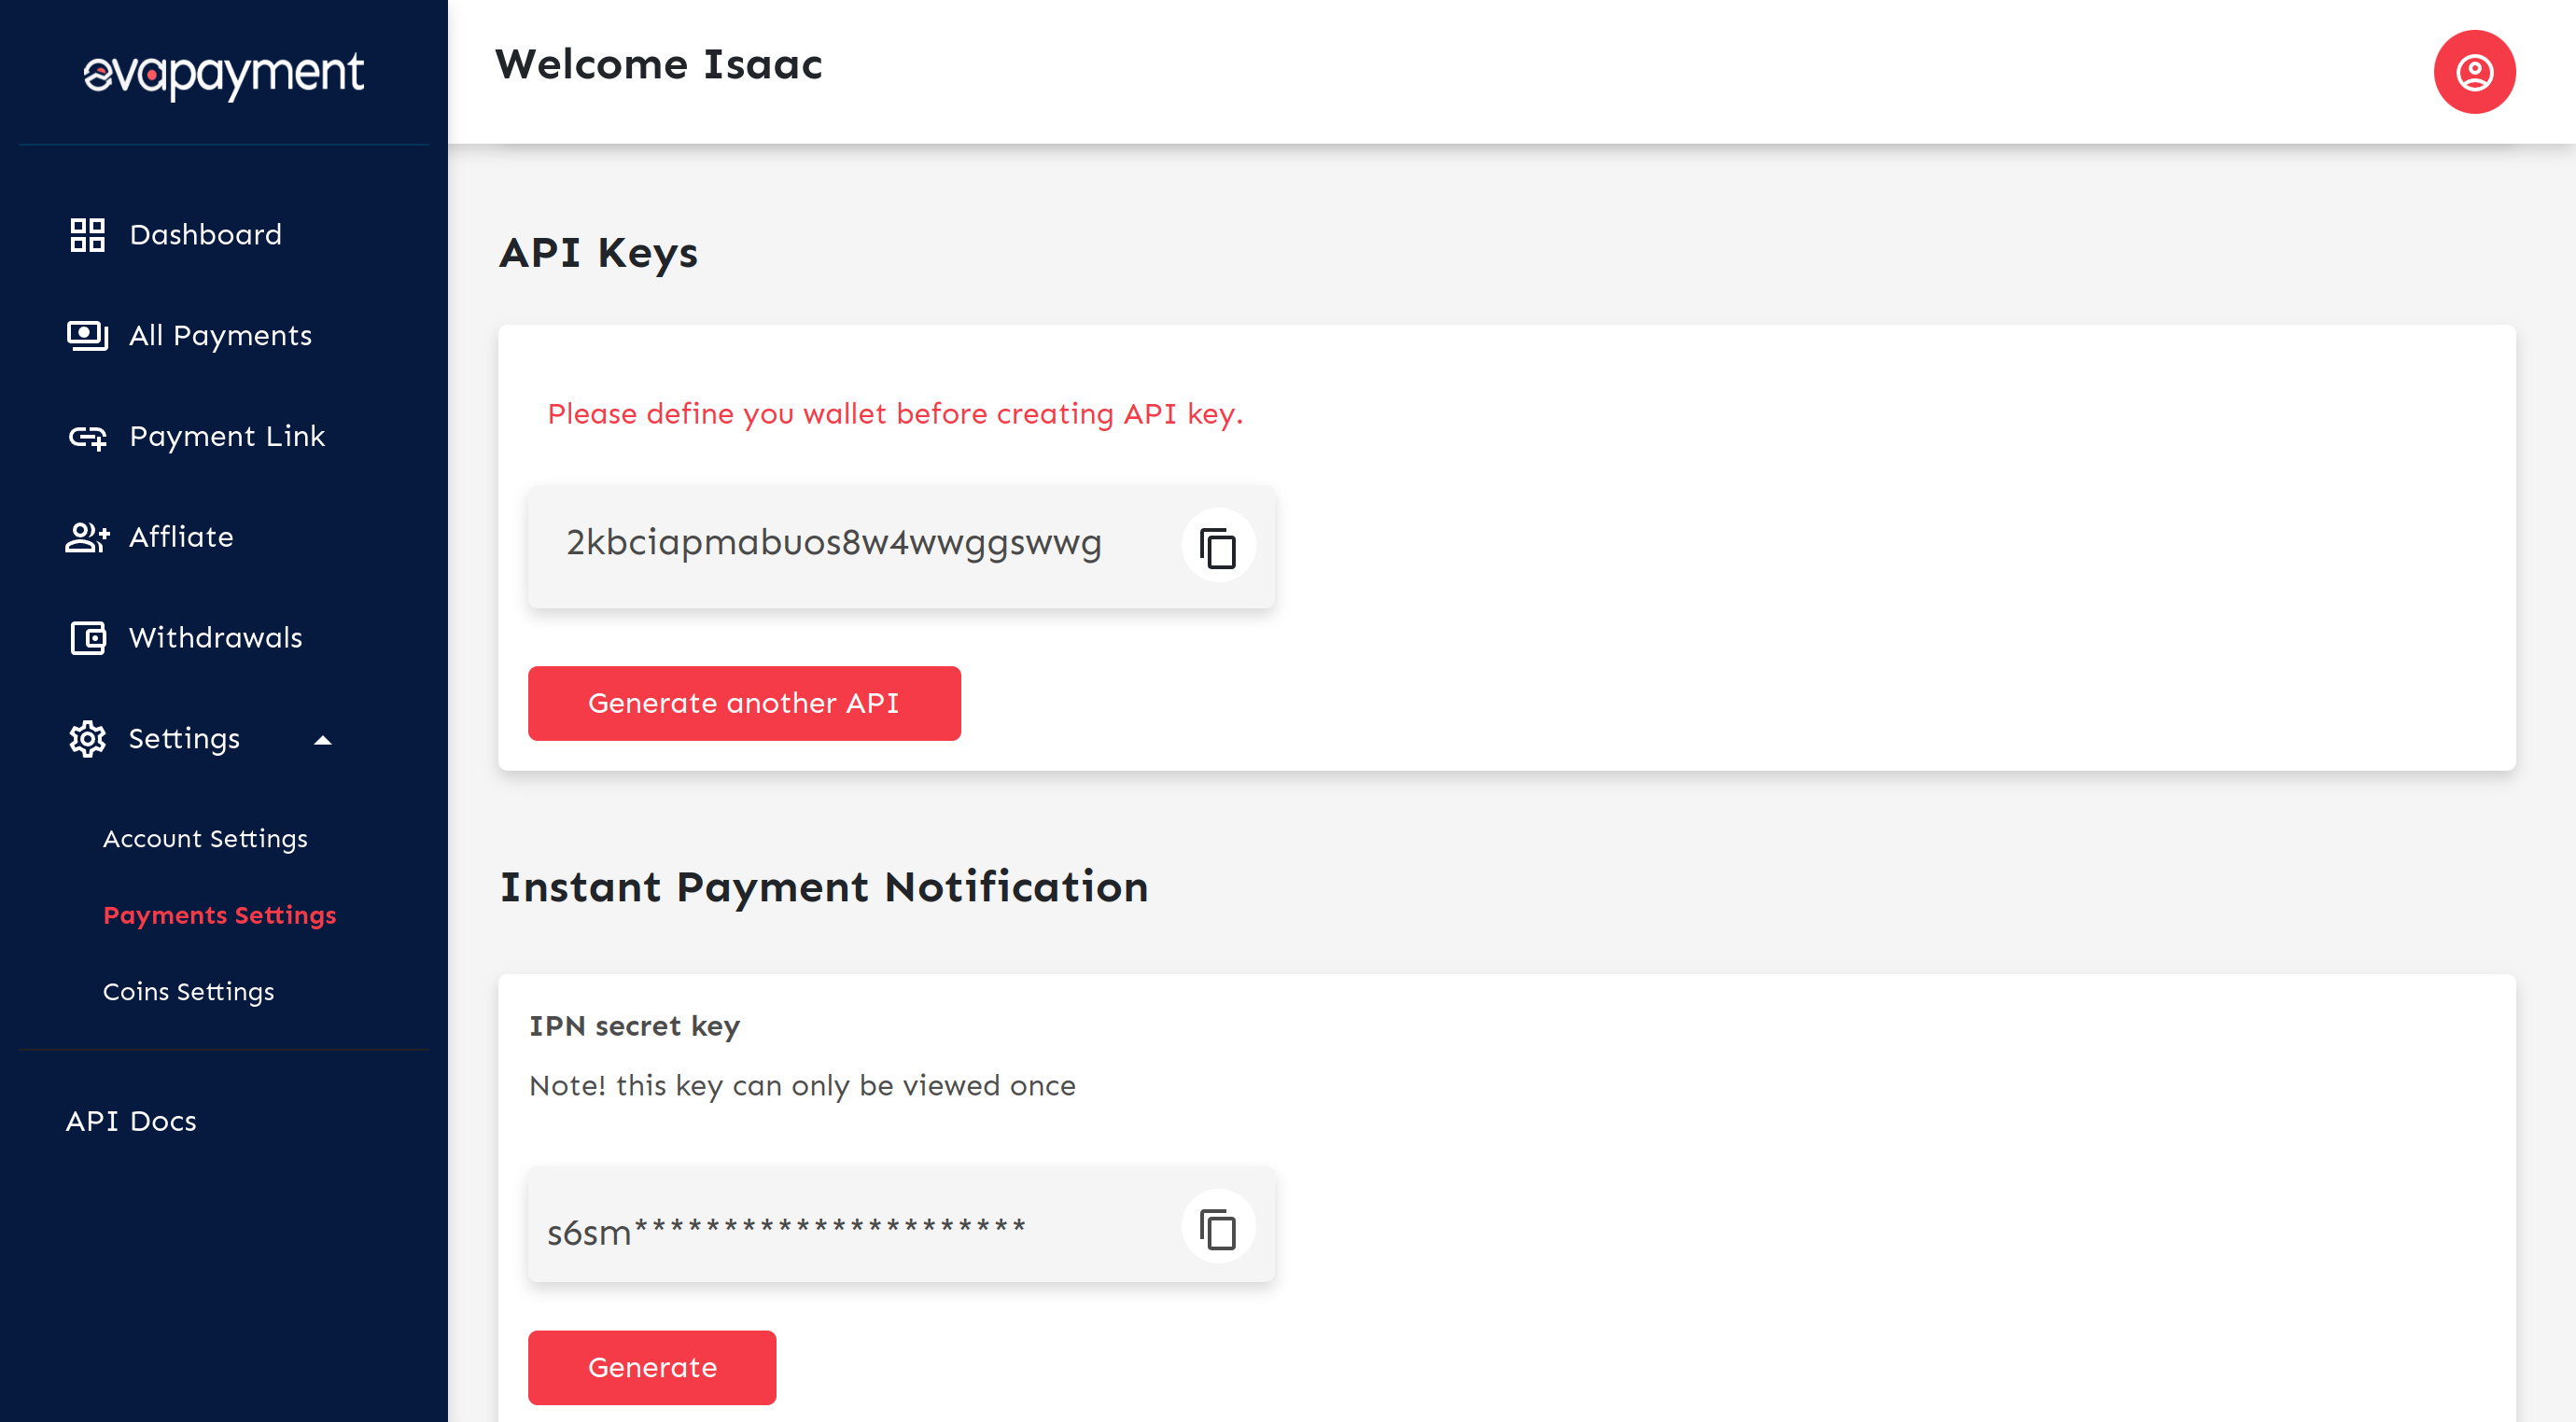 evapayment
Welcome Isaac
Dashboard
All Payments
Payment Link
Affliate
Withdrawals
Settings
Account Settings
Payments Settings
Coins Settings
API Docs
API Keys
Please define you wallet before creating API key.
2kbciapmabuos8w4wwggswwg
Generate another API
Instant Payment Notification
IPN secret key
Note! this key can only be viewed once
s6sm**********************
Generate